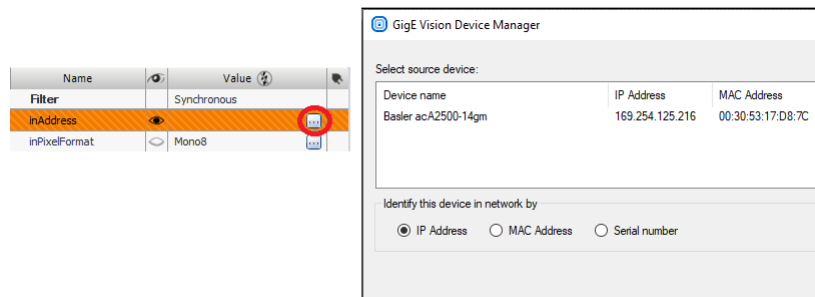 Name Value
Filter Synchronous
inAddress ...
inPixelFormat Mono8 ...
GigE Vision Device Manager
Select source device:
Device name IP Address MAC Address
Basler acA2500-14gm 169.254.125.216 00:30:53:17:D8:7C
Identify this device in network by
IP Address MAC Address Serial number